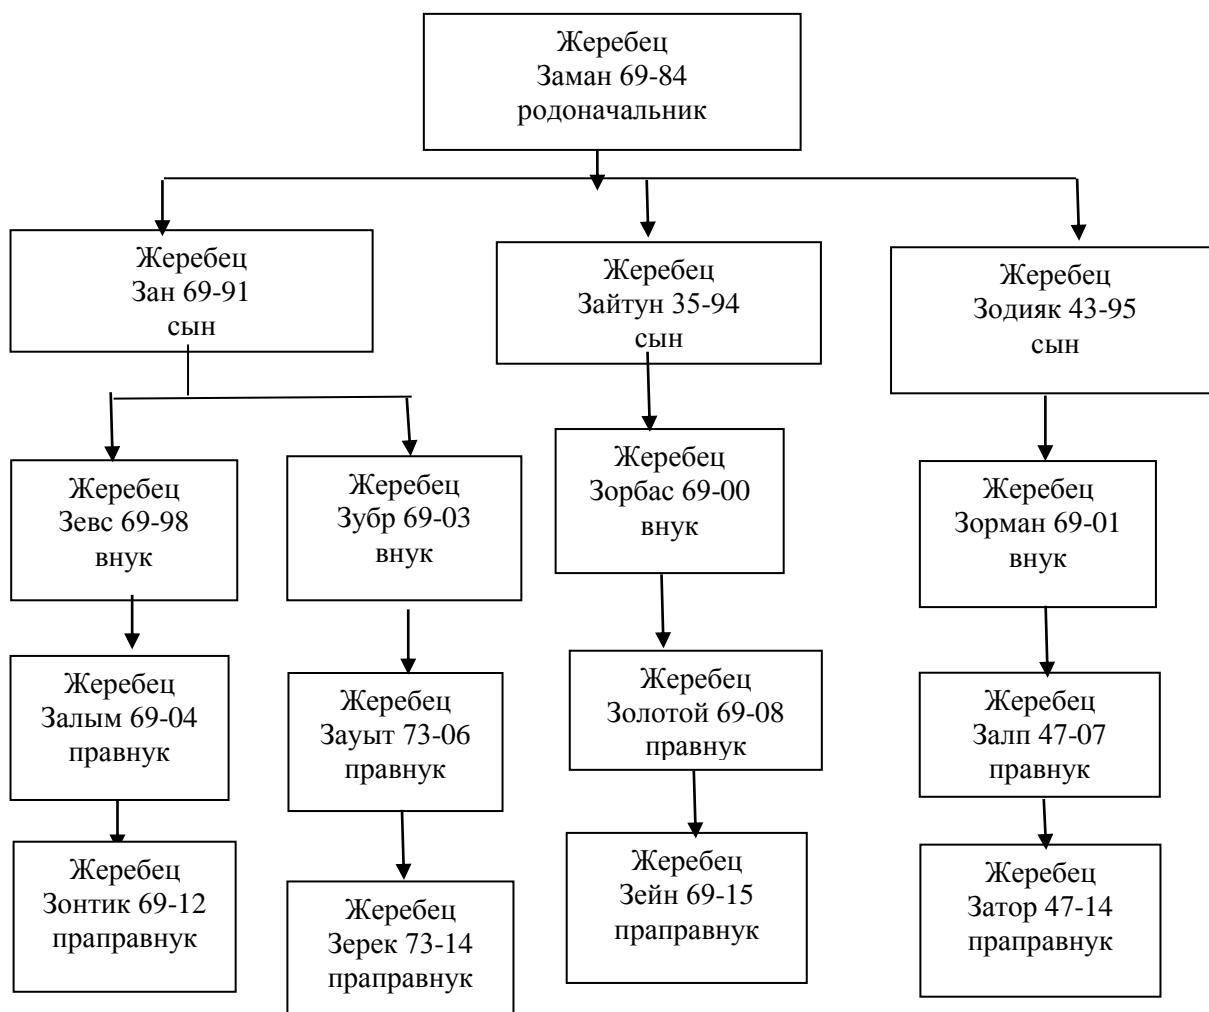 Жеребец
Заман 69-84
родоначальник
Жеребец
Зан 69-91
сын
Жеребец
Зайтун 35-94
сын
Жеребец
Зодияк 43-95
сын
Жеребец
Зевс 69-98
внук
Жеребец
Зубр 69-03
внук
Жеребец
Зорбас 69-00
внук
Жеребец
Зорман 69-01
внук
Жеребец
Залым 69-04
правнук
Жеребец
Зауыт 73-06
правнук
Жеребец
Золотой 69-08
правнук
Жеребец
Залп 47-07
правнук
Жеребец
Зонтик 69-12
праправнук
Жеребец
Зерек 73-14
праправнук
Жеребец
Зейн 69-15
праправнук
Жеребец
Затор 47-14
праправнук